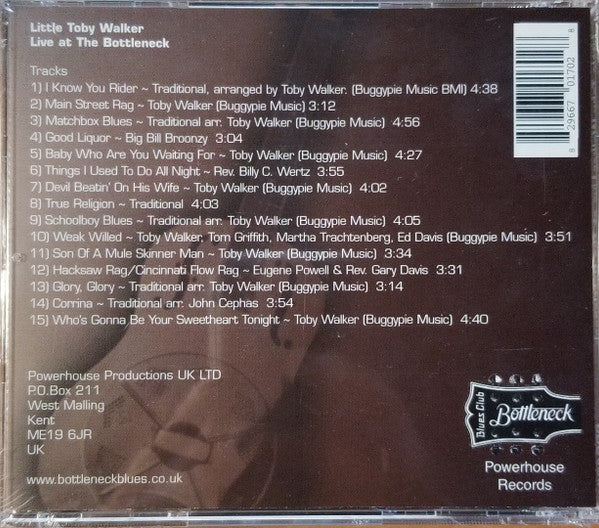 Little Toby Walker
Live at The Bottleneck
Tracks
1) I Know You Rider ~ Traditional, arranged by Toby Walker. (Buggypie Music BMI) 4:38
2) Main Street Rag ~ Toby Walker (Buggypie Music) 3:12
3) Matchbox Blues ~ Traditional arr. Toby Walker 4:56
4) Good Liquor ~ Big Bill Broonzy 3:04
5) Baby Who Are You Waiting For ~ Toby Walker (Buggypie Music) 4:27
6) Things I Used To Do All Night ~ Rev. Billy C. Wertz 3:55
7) Devil Beatin' On His Wife ~ Toby Walker (Buggypie Music) 4:02
8) True Religion ~ Traditional 4:03
9) Schoolboy Blues ~ Traditional arr. Toby Walker 4:05
10) Weak Willed ~ Toby Walker, Tom Griffith, Martha Trachtenberg, Ed Davis (Buggypie Music) 3:51
11) Son Of A Mule Skinner Man ~ Toby Walker (Buggypie Music) 3:34
12) Hacksaw Rag/Cincinnati Flow Rag ~ Eugene Powell & Rev. Gary Davis 3:31
13) Glory, Glory ~ Traditional arr. Toby Walker (Buggypie Music) 3:14
14) Corrina ~ Traditional arr. John Cephas 3:54
15) Who's Gonna Be Your Sweetheart Tonight ~ Toby Walker (Buggypie Music) 4:40
8 29667 01702 8
Powerhouse Productions UK LTD
P.O.Box 211
West Malling
Kent
ME19 6JR
UK
www.bottleneckblues.co.uk
Blues Club
Bottleneck
Powerhouse
Records